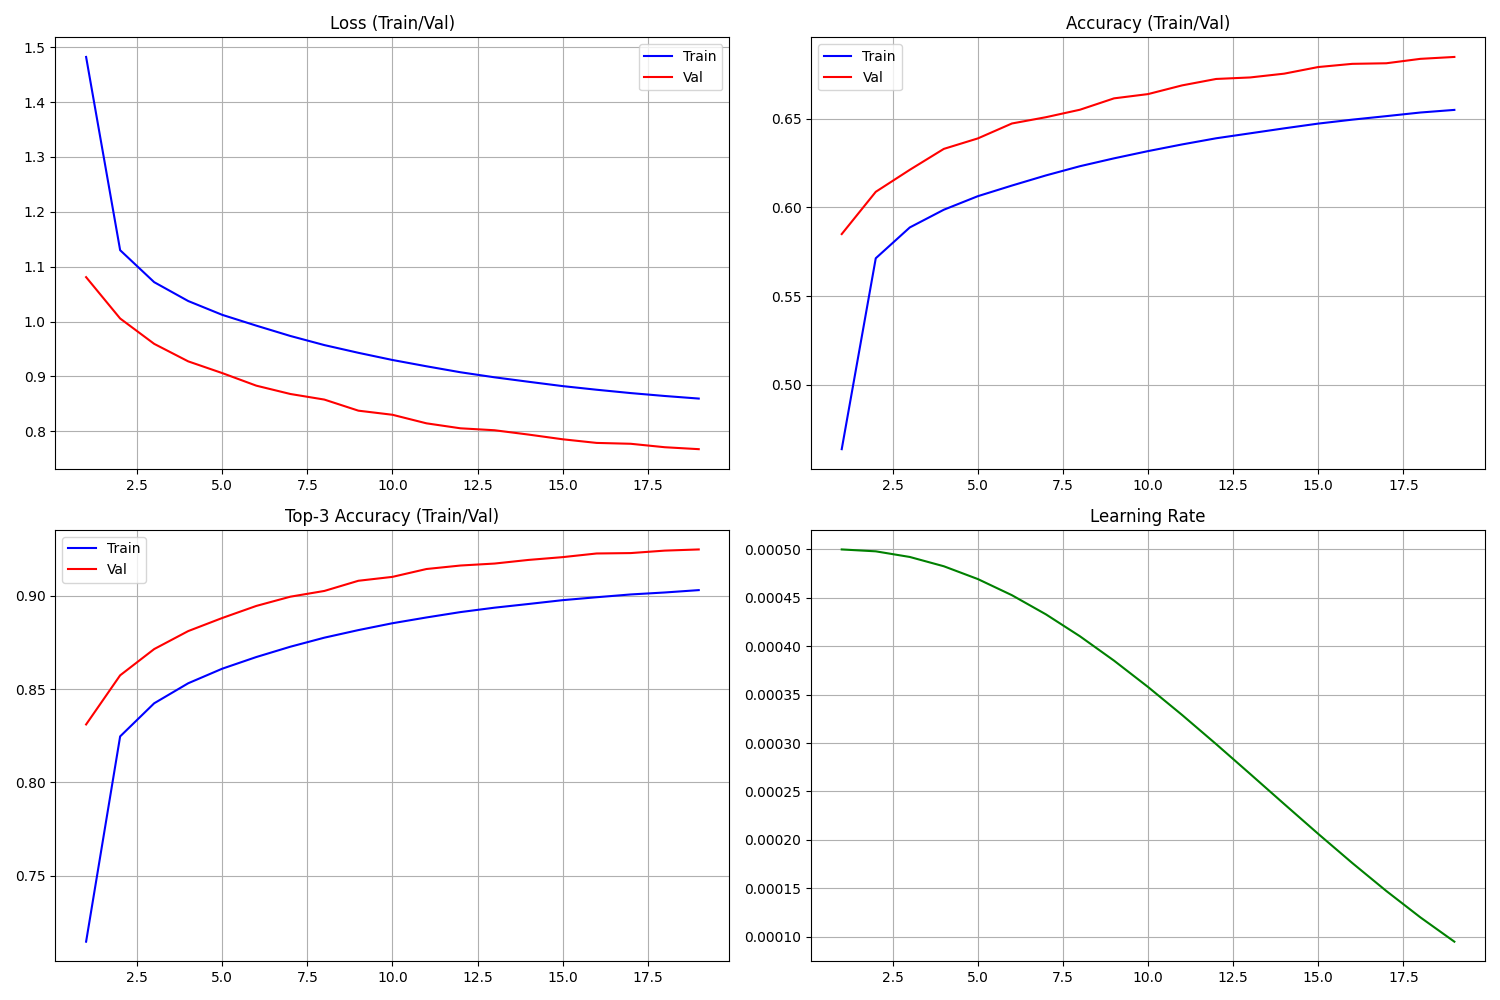 Loss (Train/Val)
1.5
1.4
1.3
1.2
1.1
1.0
0.9
0.8
Train
Val
2.5 5.0 7.5 10.0 12.5 15.0 17.5
Accuracy (Train/Val)
Train
Val
0.65
0.60
0.55
0.50
2.5 5.0 7.5 10.0 12.5 15.0 17.5
Top-3 Accuracy (Train/Val)
Train
Val
0.90
0.85
0.80
0.75
2.5 5.0 7.5 10.0 12.5 15.0 17.5
Learning Rate
0.00050
0.00045
0.00040
0.00035
0.00030
0.00025
0.00020
0.00015
0.00010
2.5 5.0 7.5 10.0 12.5 15.0 17.5